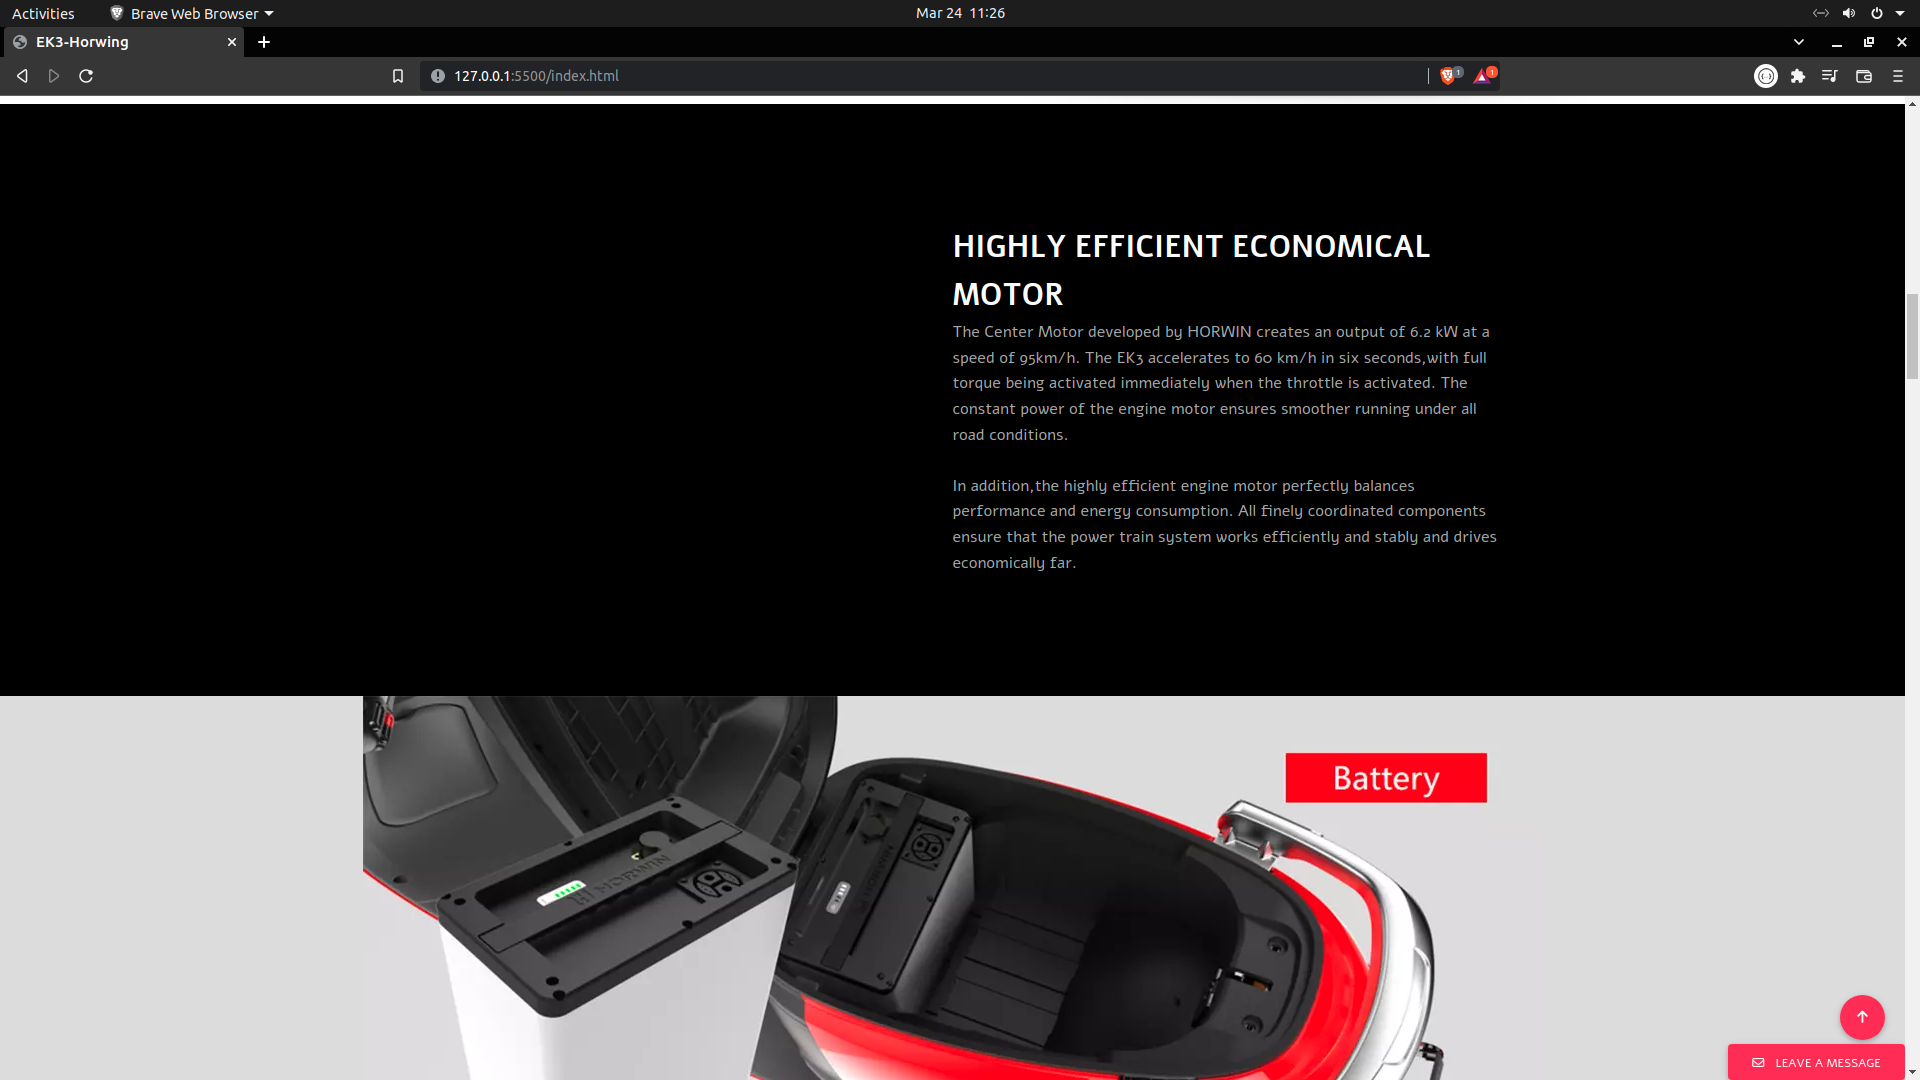 Activities
Brave Web Browser
Mar 24 11:26
EK3-Horwing
127.0.0.1:5500/index.html
1
1
HIGHLY EFFICIENT ECONOMICAL
MOTOR
The Center Motor developed by HORWIN creates an output of 6.2 kW at a
speed of 95km/h. The EK3 accelerates to 60 km/h in six seconds,with full
torque being activated immediately when the throttle is activated. The
constant power of the engine motor ensures smoother running under all
road conditions.
In addition,the highly efficient engine motor perfectly balances
performance and energy consumption. All finely coordinated components
ensure that the power train system works efficiently and stably and drives
economically far.
Battery
HORWIN
HORWIN
LEAVE A MESSAGE